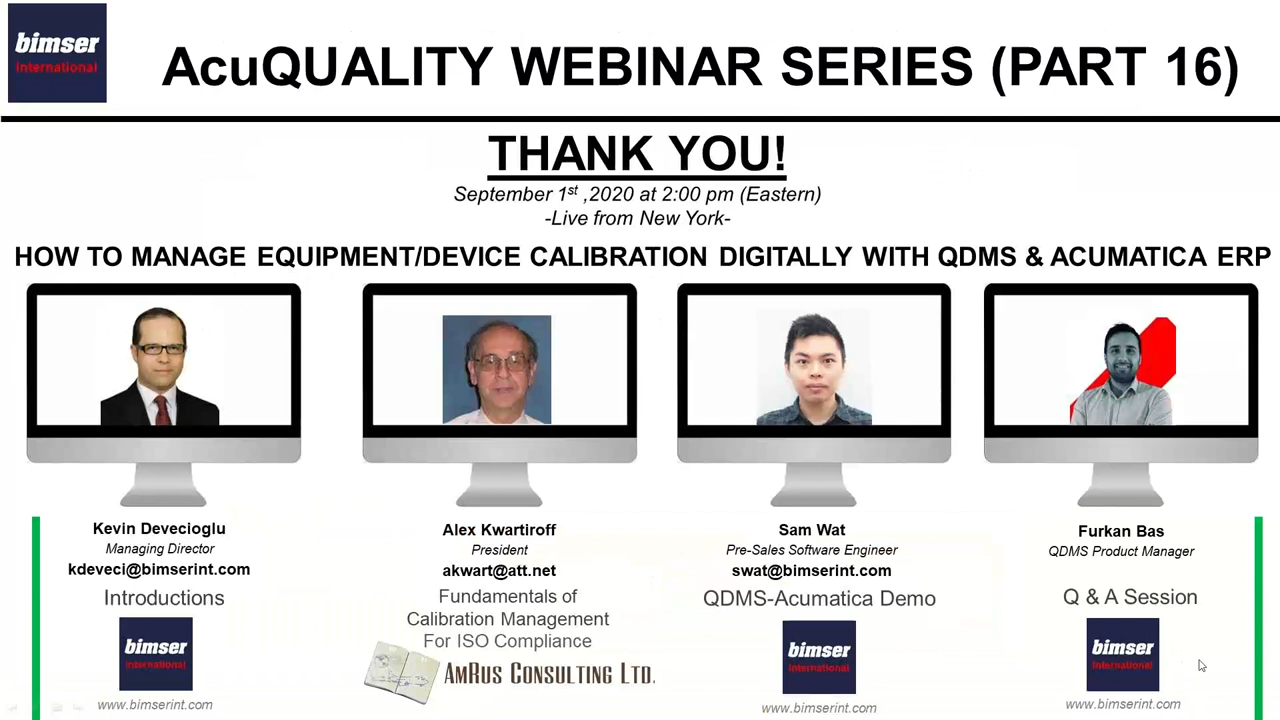 bimser
International
AcuQUALITY WEBINAR SERIES (PART 16)
THANK YOU!
September 1st ,2020 at 2:00 pm (Eastern)
-Live from New York-
HOW TO MANAGE EQUIPMENT/DEVICE CALIBRATION DIGITALLY WITH QDMS & ACUMATICA ERP
Kevin Devecioglu
Managing Director
kdeveci@bimserint.com
Introductions
bimser
International
www.bimserint.com
Alex Kwartiroff
President
akwart@att.net
Fundamentals of
Calibration Management
For ISO Compliance
AMRUS CONSULTING LTD.
Sam Wat
Pre-Sales Software Engineer
swat@bimserint.com
QDMS-Acumatica Demo
bimser
International
www.bimserint.com
Furkan Bas
QDMS Product Manager
Q & A Session
bimser
International
www.bimserint.com